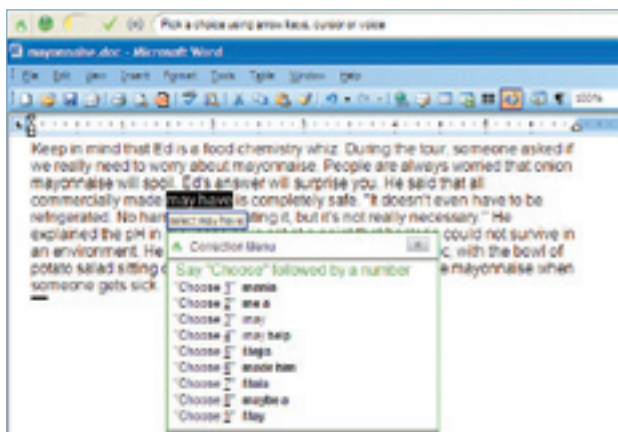 Pick a choice using arrow keys, cursor or voice
mayonnaise.doc - Microsoft Word
File Edit View Insert Format Tools Table Window Help
100%
Keep in mind that Ed is a food chemistry whiz. During the tour, someone asked if
we really need to worry about mayonnaise. People are always worried that onion
mayonnaise will spoil. Ed's answer will surprise you. He said that all
commercially made may have is completely safe. "It doesn't even have to be
refrigerated. No har ting it, but it's not really necessary." He
select may have
explained the pH in could not survive in
Correction Menu
an environment. He c, with the bowl of
Say "Choose" followed by a number
potato salad sitting e mayonnaise when
someone gets sick.
"Choose 1" mania
"Choose 2" me a
"Choose 3" may
"Choose 4" may help
"Choose 5"
"Choose 6" made him
"Choose 7"
"Choose 8" maybe a
"Choose 9"